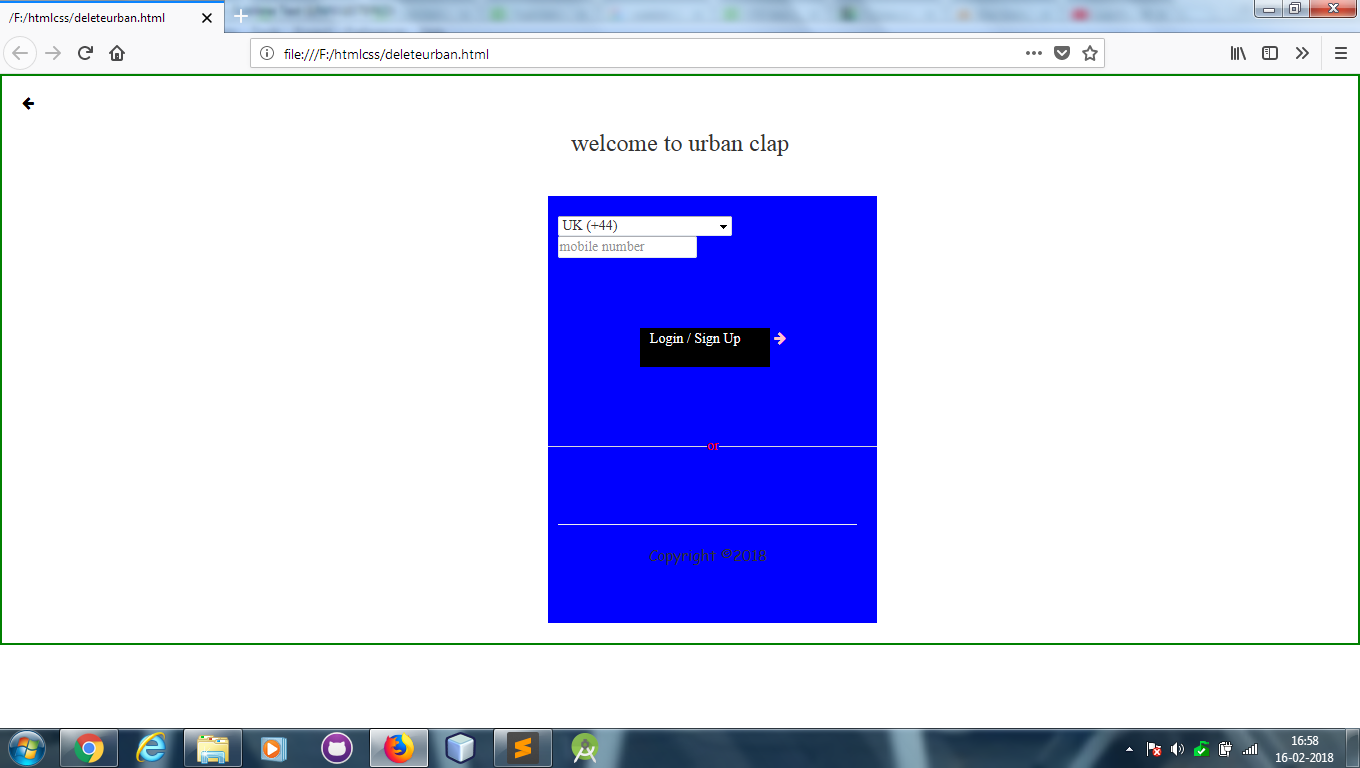 /F:/htmlcss/deleteurban.html
file:///F:/htmlcss/deleteurban.html
welcome to urban clap
UK (+44)
mobile number
Login / Sign Up
or
Copyright ©2018
16:58
16-02-2018